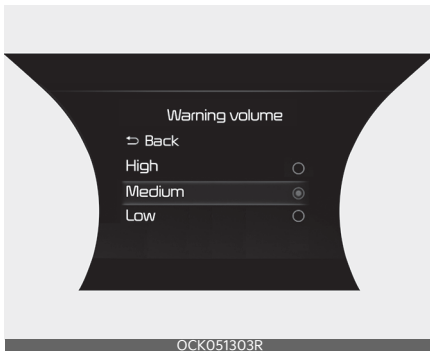 Warning volume
Back
High
Medium
Low
OCK051303R